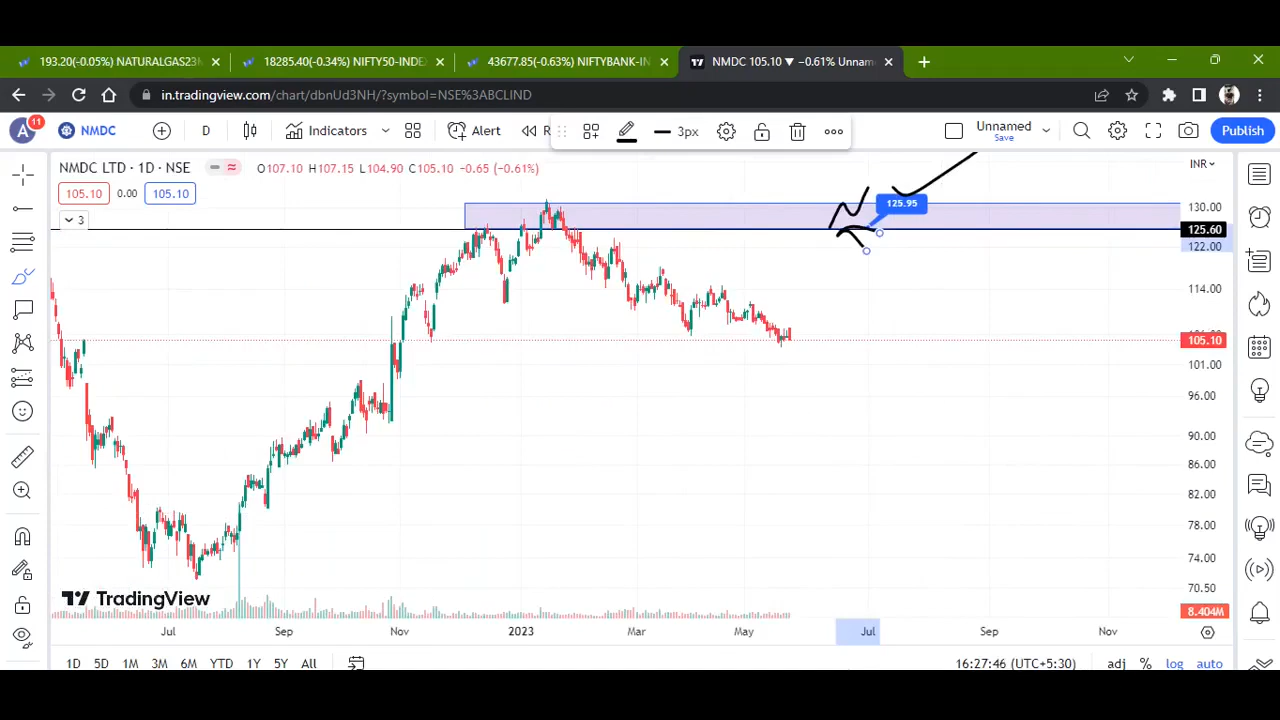 193.20(-0.05%) NATURALGAS23
18285.40(-0.34%) NIFTY50-INDE
43677.85(-0.63%) NIFTYBANK-IN
NMDC 105.10 ▼ −0.61% Unnam
in.tradingview.com/chart/dbnUd3NH/?symbol=NSE%3ABCLIND
A 11 NMDC D Indicators Alert R 3px Unnamed Save Publish
NMDC LTD · 1D · NSE O107.10 H107.15 L104.90 C105.10 −0.65 (−0.61%)
INR
105.10 0.00 105.10
3
125.95
130.00
125.60
122.00
114.00
105.10
101.00
96.00
90.00
86.00
82.00
78.00
74.00
70.50
8.404M
TradingView
Jul Sep Nov 2023 Mar May Jul Sep Nov
1D 5D 1M 3M 6M YTD 1Y 5Y All 16:27:46 (UTC+5:30) adj % log auto